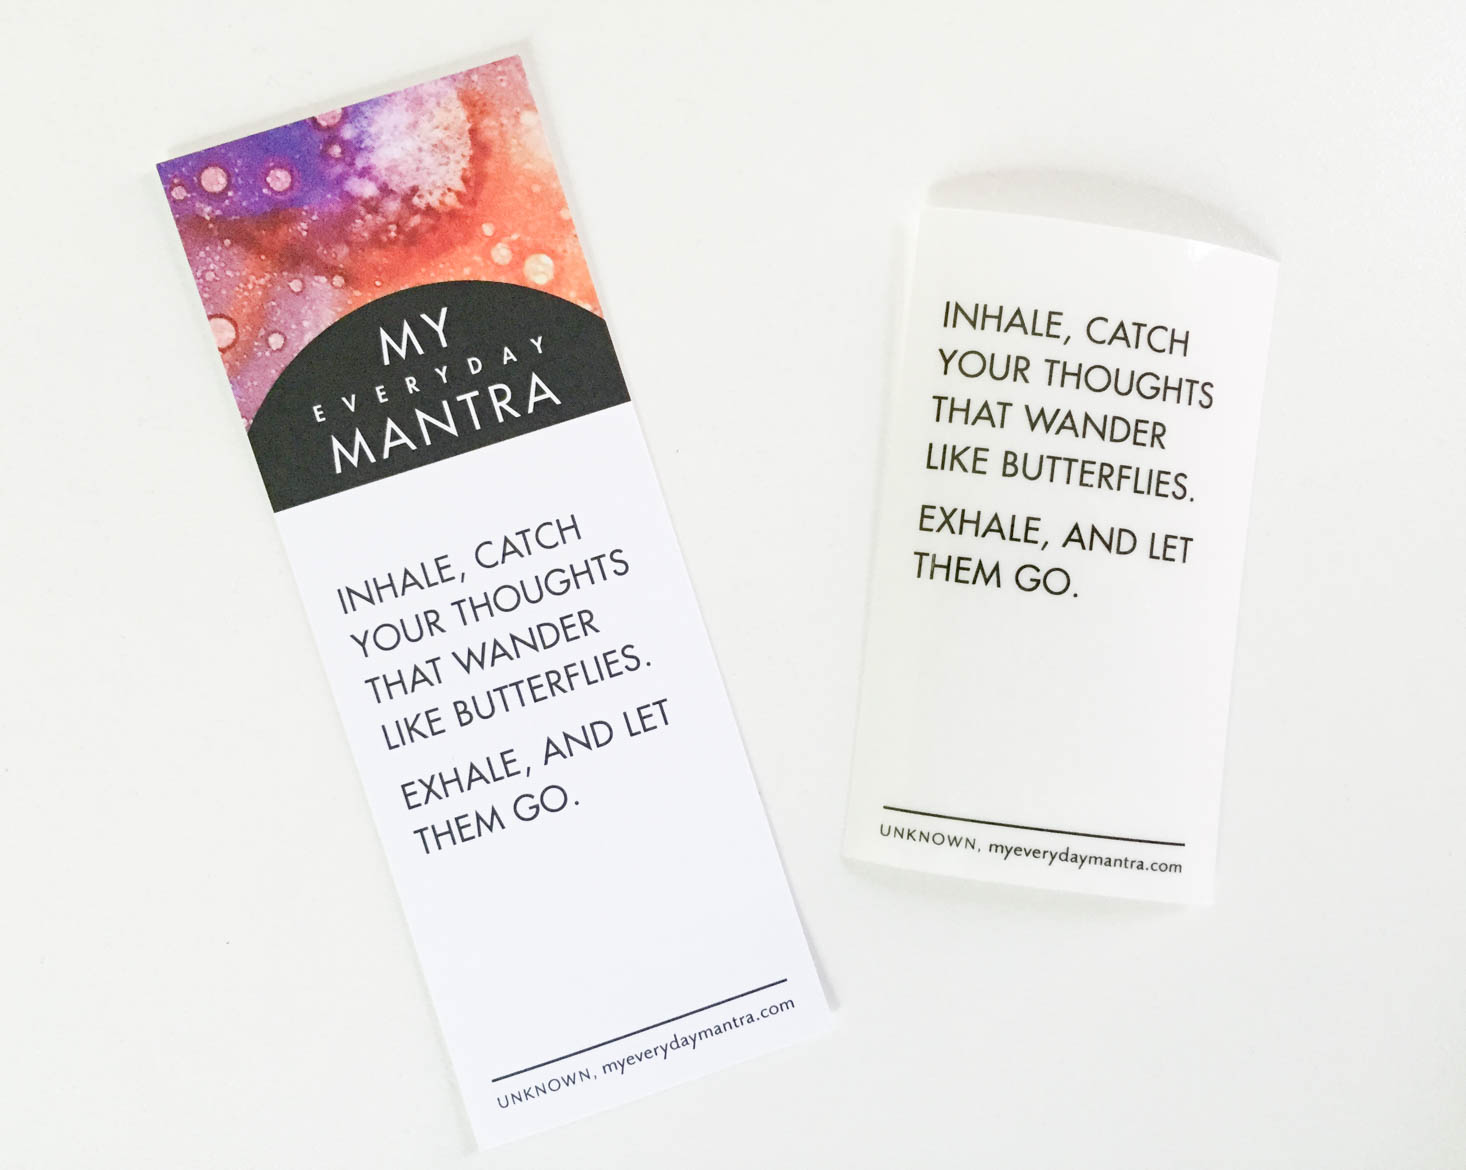 MY
EVERYDAY
MANTRA
INHALE, CATCH
YOUR THOUGHTS
THAT WANDER
LIKE BUTTERFLIES.
EXHALE, AND LET
THEM GO.
UNKNOWN, myeverydaymantra.com
INHALE, CATCH
YOUR THOUGHTS
THAT WANDER
LIKE BUTTERFLIES.
EXHALE, AND LET
THEM GO.
UNKNOWN, myeverydaymantra.com